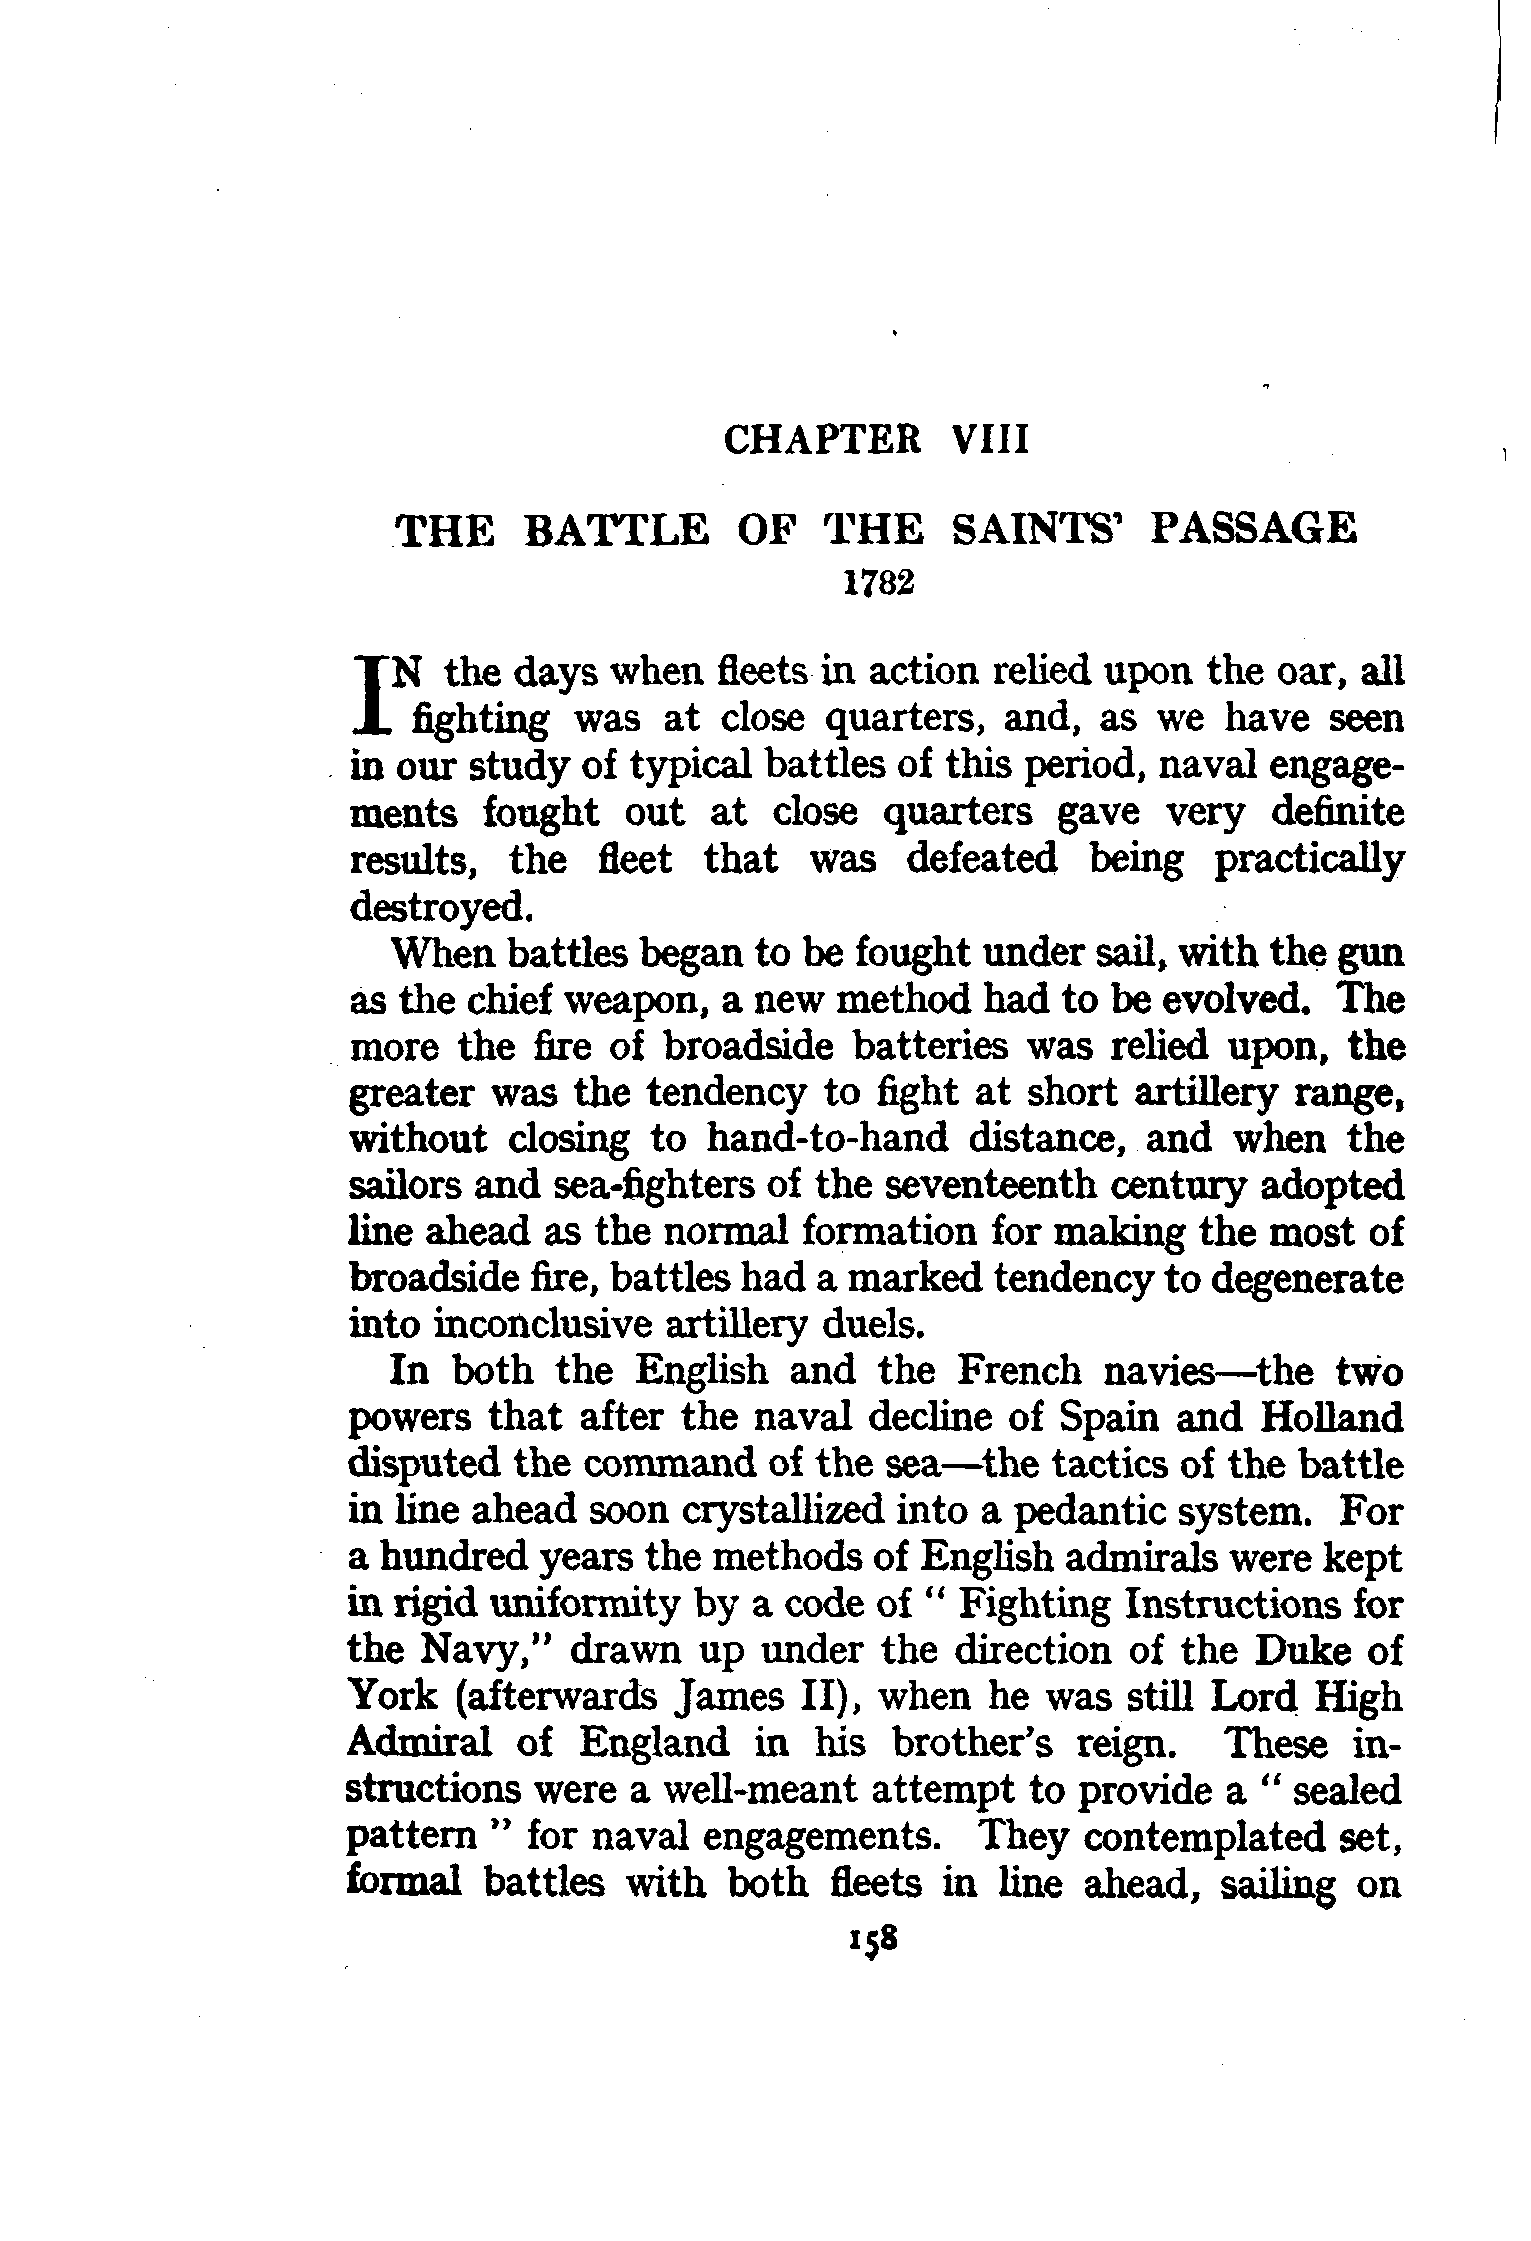 CHAPTER VIII
THE BATTLE OF THE SAINTS' PASSAGE
1782
IN the days when fleets in action relied upon the oar, all
fighting was at close quarters, and, as we have seen
in our study of typical battles of this period, naval engage-
ments fought out at close quarters gave very definite
results, the fleet that was defeated being practically
destroyed.
When battles began to be fought under sail, with the gun
as the chief weapon, a new method had to be evolved. The
more the fire of broadside batteries was relied upon, the
greater was the tendency to fight at short artillery range,
without closing to hand-to-hand distance, and when the
sailors and sea-fighters of the seventeenth century adopted
line ahead as the normal formation for making the most of
broadside fire, battles had a marked tendency to degenerate
into inconclusive artillery duels.
In both the English and the French navies—the two
powers that after the naval decline of Spain and Holland
disputed the command of the sea—the tactics of the battle
in line ahead soon crystallized into a pedantic system. For
a hundred years the methods of English admirals were kept
in rigid uniformity by a code of " Fighting Instructions for
the Navy," drawn up under the direction of the Duke of
York (afterwards James II), when he was still Lord High
Admiral of England in his brother's reign. These in-
structions were a well-meant attempt to provide a " sealed
pattern " for naval engagements. They contemplated set,
formal battles with both fleets in line ahead, sailing on
158